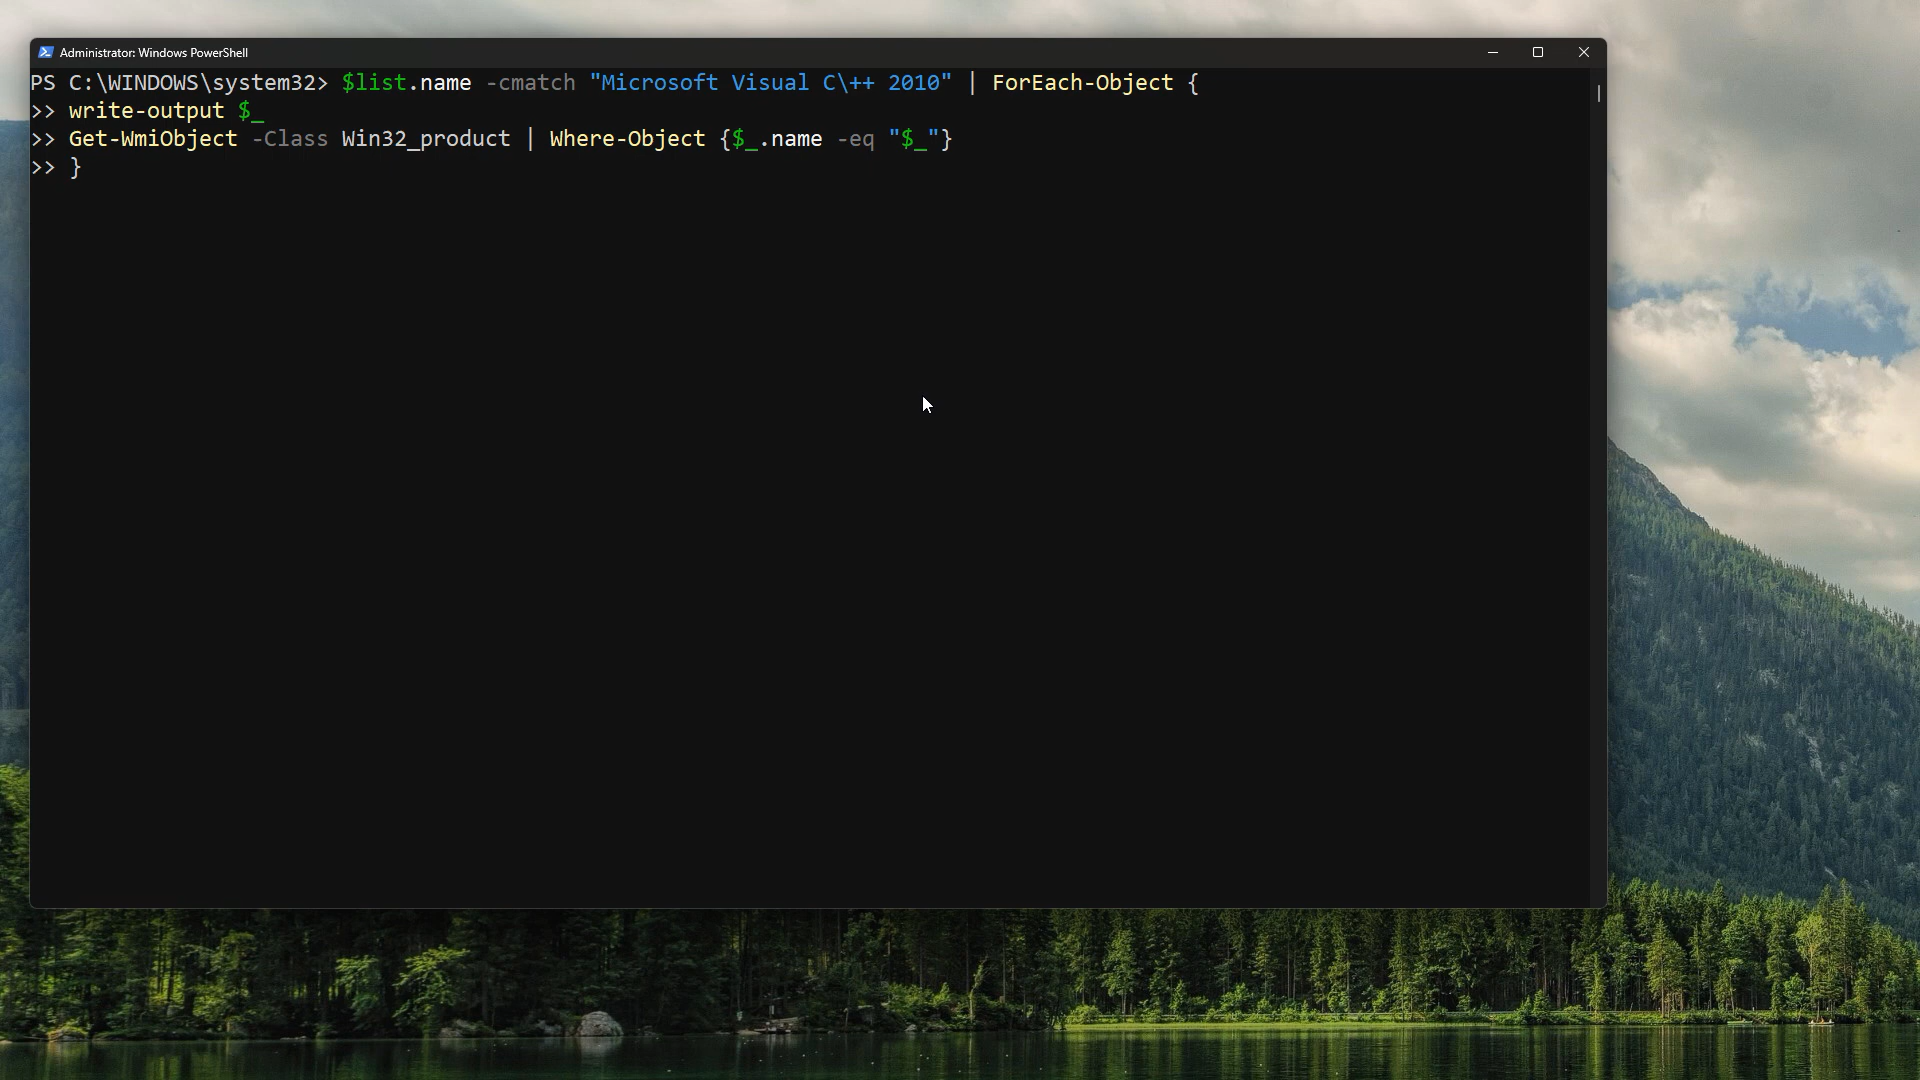 Administrator: Windows PowerShell
PS C:\WINDOWS\system32> $list.name -cmatch "Microsoft Visual C\++ 2010" | ForEach-Object {
>> write-output $_
>> Get-WmiObject -Class Win32_product | Where-Object {$_.name -eq "$_"}
>> }